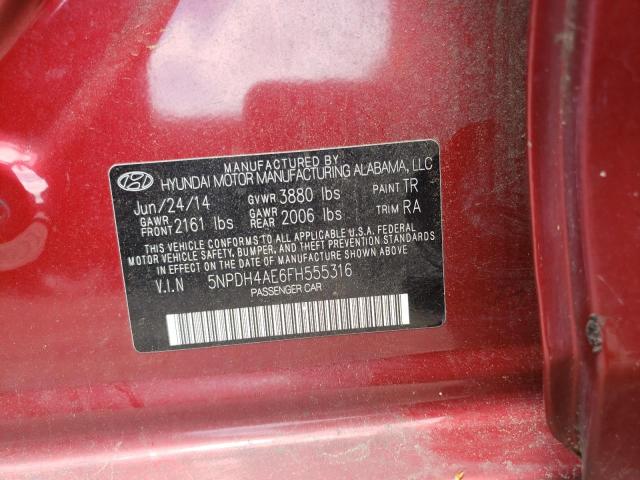 MANUFACTURED BY
HYUNDAI MOTOR MANUFACTURING ALABAMA, LLC
Jun/24/14 GVWR 3880 lbs PAINT TR
GAWR FRONT 2161 lbs GAWR REAR 2006 lbs TRIM RA
THIS VEHICLE CONFORMS TO ALL APPLICABLE U.S.A. FEDERAL
MOTOR VEHICLE SAFETY, BUMPER, AND THEFT PREVENTION
STANDARDS IN EFFECT ON THE DATE OF MANUFACTURE SHOWN ABOVE.
V.I.N 5NPDH4AE6FH555316
PASSENGER CAR